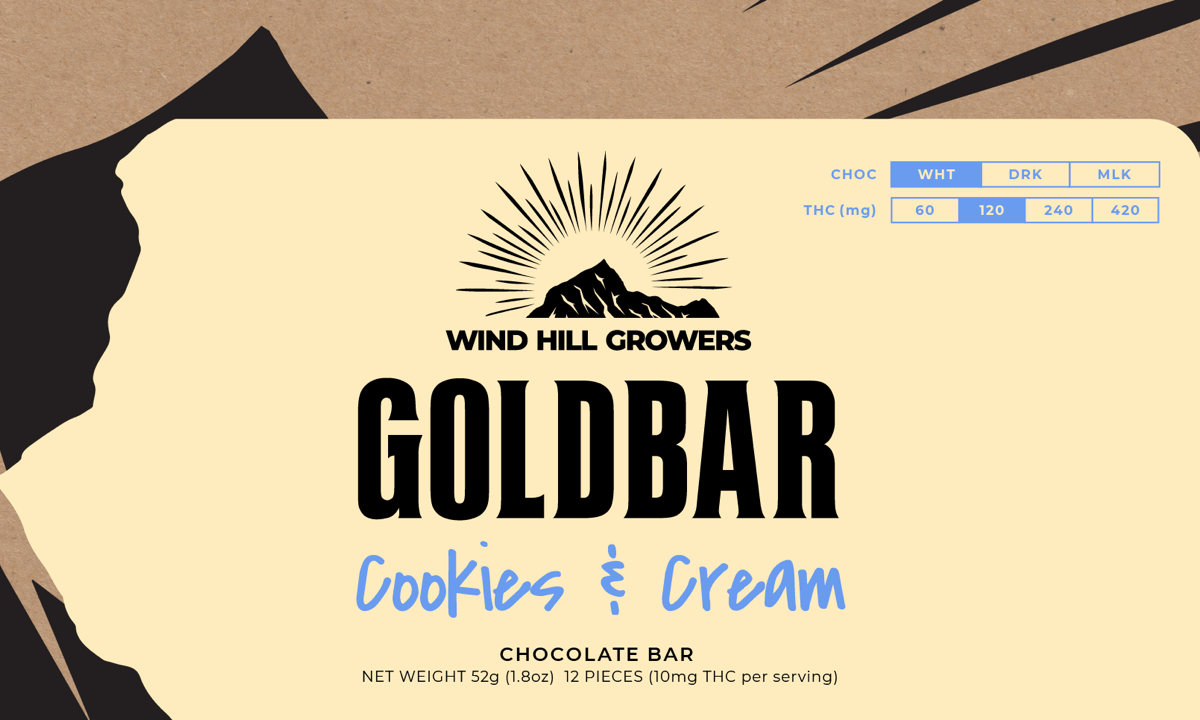 CHOC WHT DRK MLK
THC (mg) 60 120 240 420
WIND HILL GROWERS
GOLDBAR
Cookies & Cream
CHOCOLATE BAR
NET WEIGHT 52g (1.8oz) 12 PIECES (10mg THC per serving)